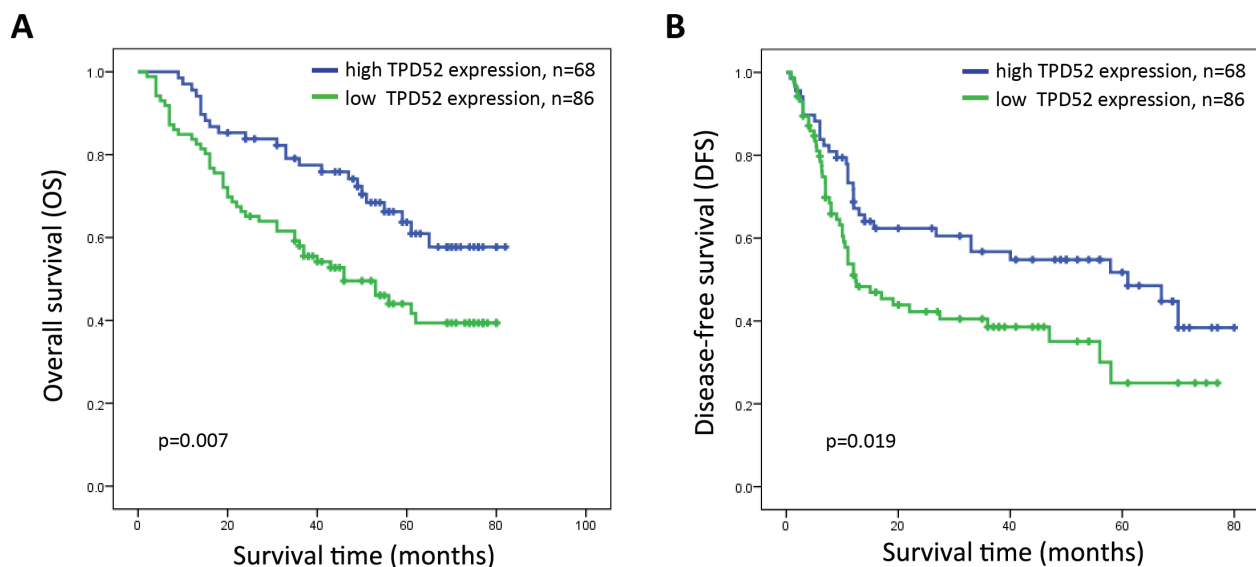 A
high TPD52 expression, n=68
low TPD52 expression, n=86
1.0
0.8
0.6
0.4
0.2
0.0
Overall survival (OS)
p=0.007
0 20 40 60 80 100
Survival time (months)
B
high TPD52 expression, n=68
low TPD52 expression, n=86
1.0
0.8
0.6
0.4
0.2
0.0
Disease-free survival (DFS)
p=0.019
0 20 40 60 80
Survival time (months)